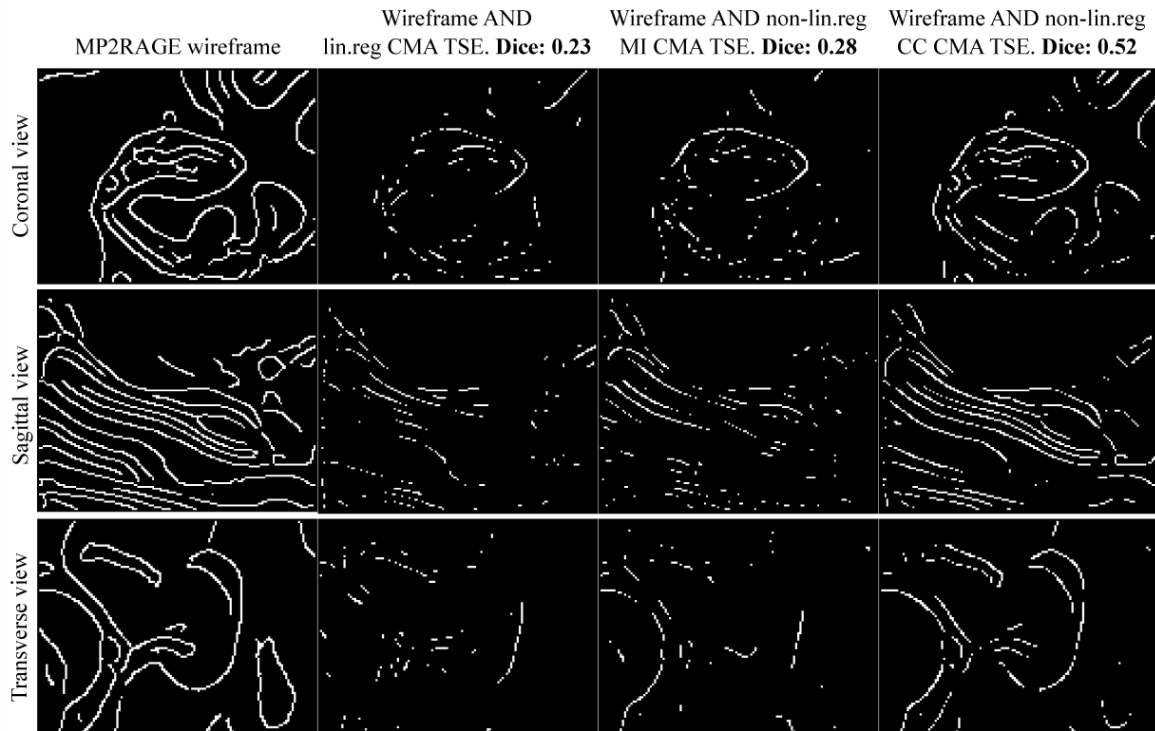 MP2RAGE wireframe
Wireframe AND
lin.reg CMA TSE. Dice: 0.23
Wireframe AND non-lin.reg
MI CMA TSE. Dice: 0.28
Wireframe AND non-lin.reg
CC CMA TSE. Dice: 0.52
Coronal view
Sagittal view
Transverse view